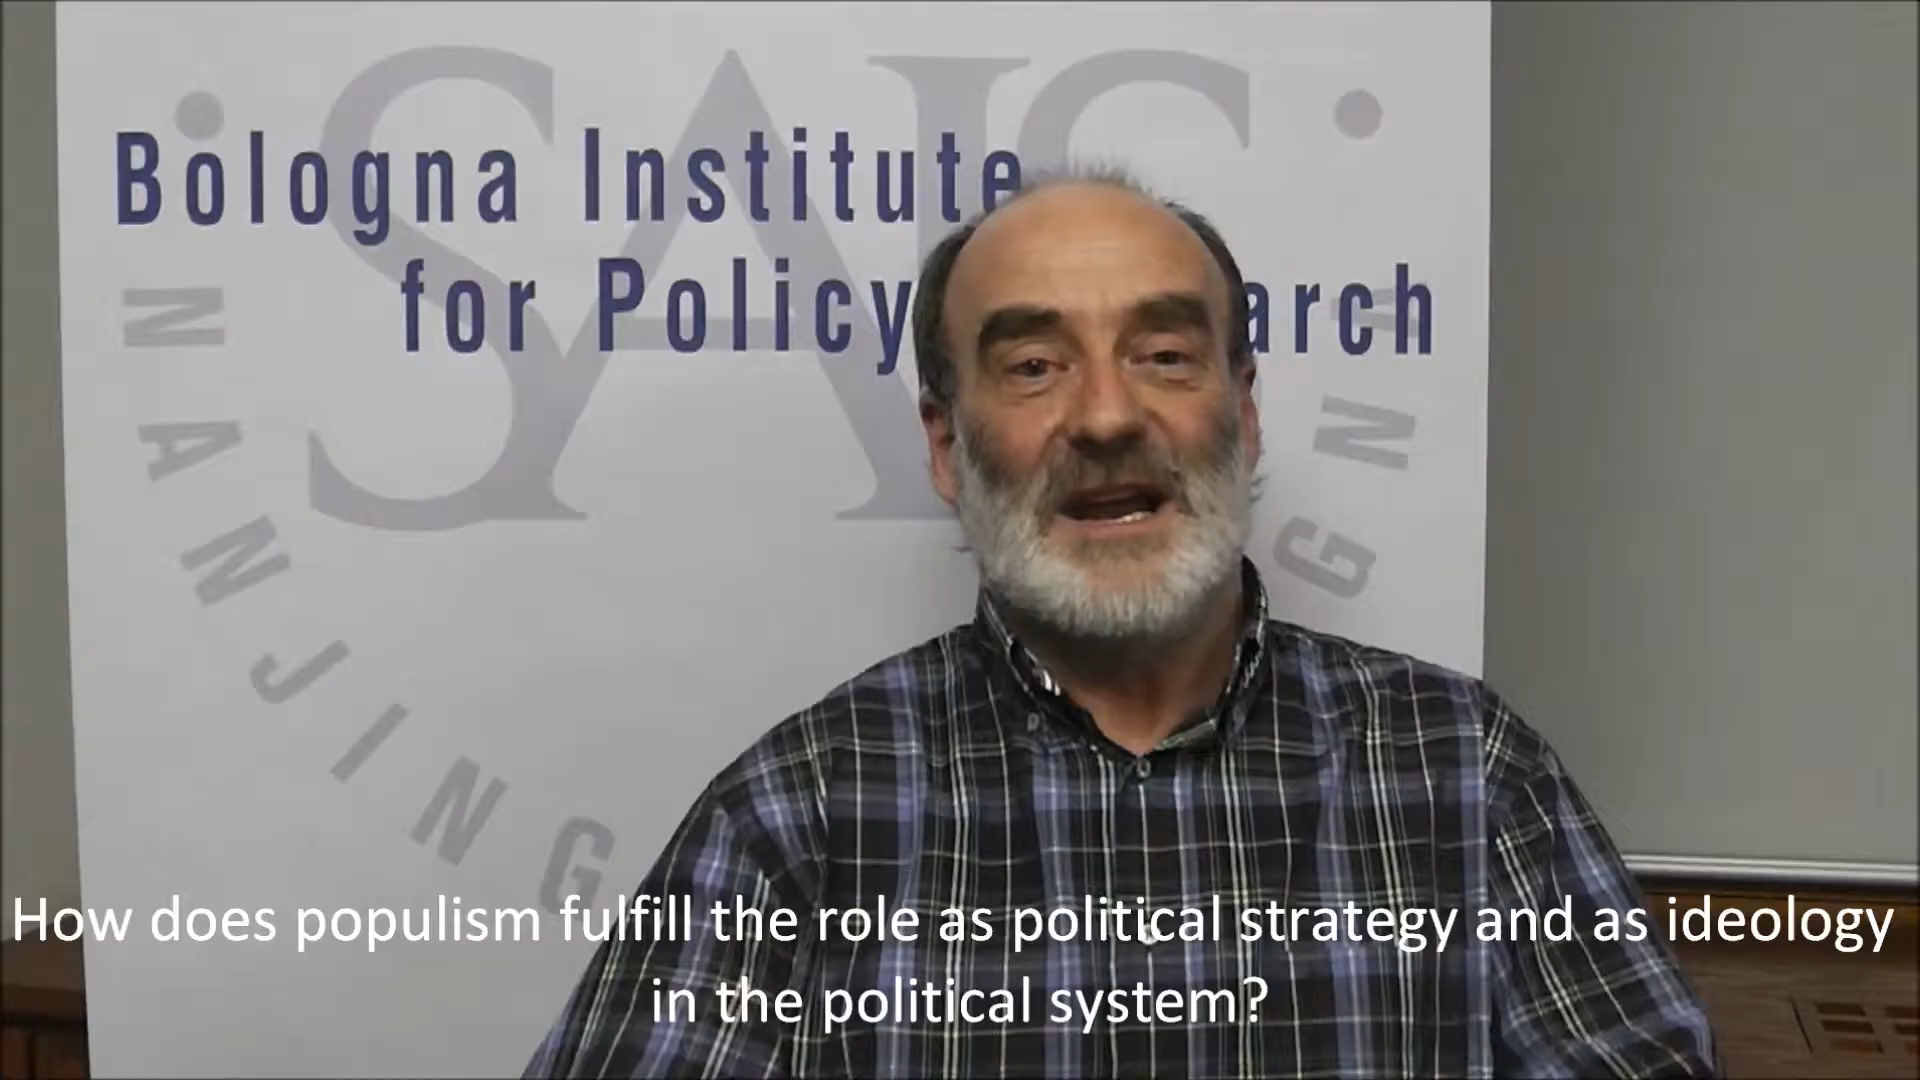 SAIS
Bologna Institute
for Policy arch
NANJING
How does populism fulfill the role as political strategy and as ideology
in the political system?